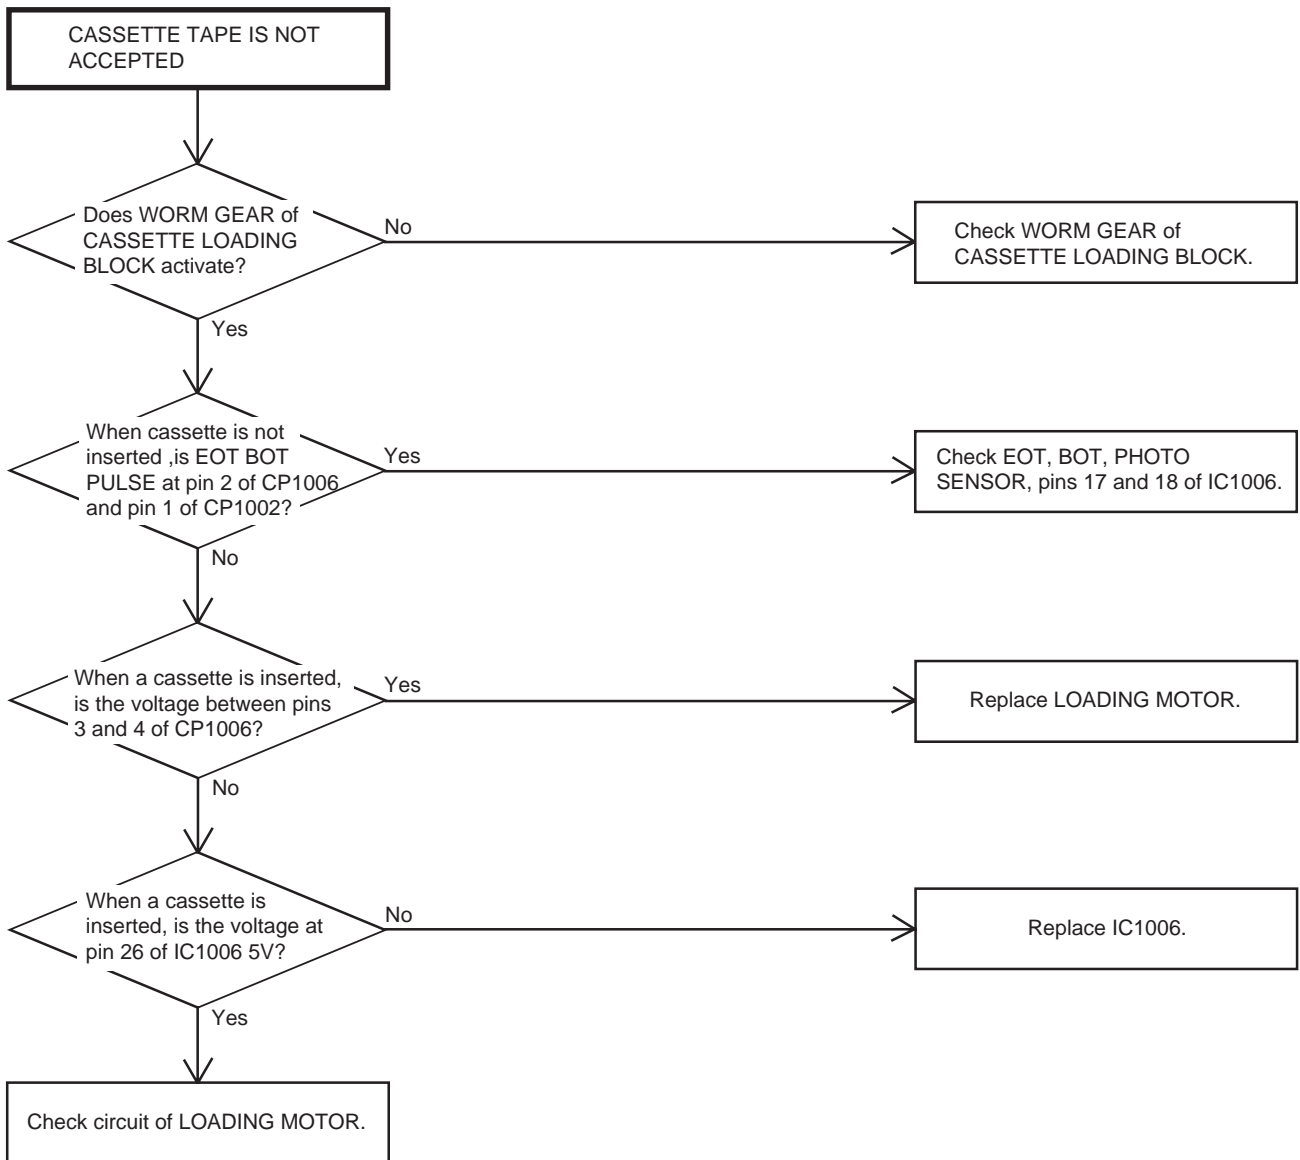 CASSETTE TAPE IS NOT
ACCEPTED
Does WORM GEAR of
CASSETTE LOADING
BLOCK activate?
No
Check WORM GEAR of
CASSETTE LOADING BLOCK.
Yes
When cassette is not
inserted ,is EOT BOT
PULSE at pin 2 of CP1006
and pin 1 of CP1002?
Yes
Check EOT, BOT, PHOTO
SENSOR, pins 17 and 18 of IC1006.
No
When a cassette is inserted,
is the voltage between pins
3 and 4 of CP1006?
Yes
Replace LOADING MOTOR.
No
When a cassette is
inserted, is the voltage at
pin 26 of IC1006 5V?
No
Replace IC1006.
Yes
Check circuit of LOADING MOTOR.